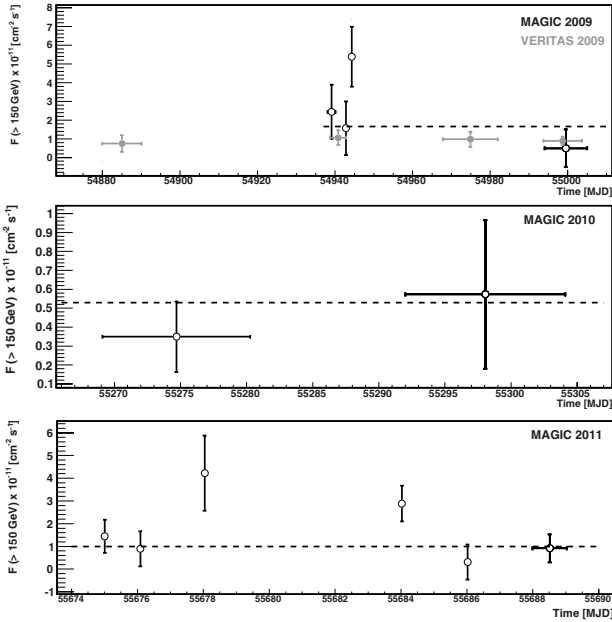 F (> 150 GeV) x 10⁻¹¹ [cm⁻² s⁻¹]
8
7
6
5
4
3
2
1
0
MAGIC 2009
VERITAS 2009
54880 54900 54920 54940 54960 54980 55000
Time [MJD]
F (> 150 GeV) x 10⁻¹¹ [cm⁻² s⁻¹]
1
0.9
0.8
0.7
0.6
0.5
0.4
0.3
0.2
0.1
MAGIC 2010
55270 55275 55280 55285 55290 55295 55300 55305
Time [MJD]
F (> 150 GeV) x 10⁻¹¹ [cm⁻² s⁻¹]
6
5
4
3
2
1
0
-1
MAGIC 2011
55674 55676 55678 55680 55682 55684 55686 55688 55690
Time [MJD]